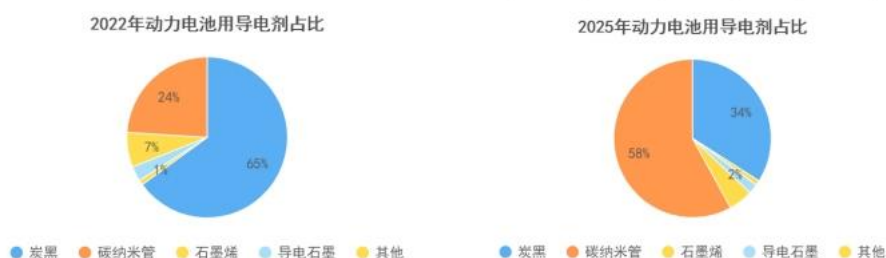 2022年动力电池用导电剂占比
24%
7%
1%
65%
炭黑 碳纳米管 石墨烯 导电石墨 其他
2025年动力电池用导电剂占比
34%
58%
2%
炭黑 碳纳米管 石墨烯 导电石墨 其他